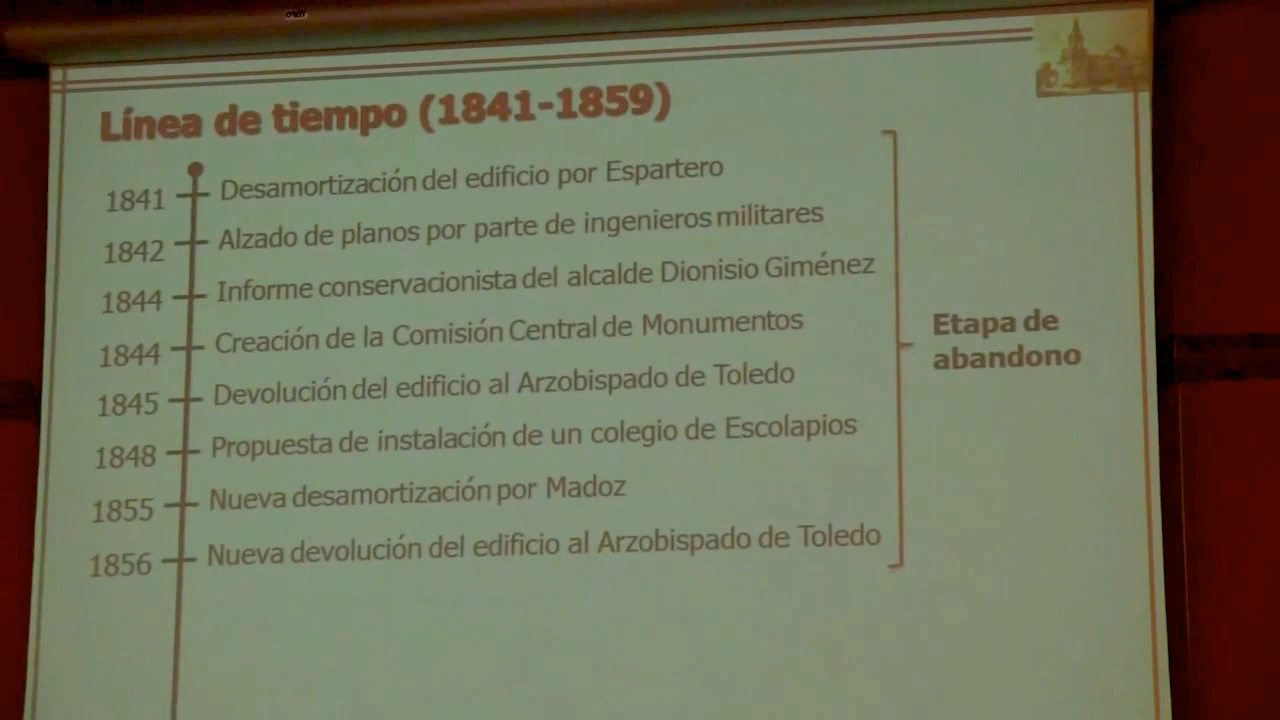 Línea de tiempo (1841-1859)
1841 Desamortización del edificio por Espartero
1842 Alzado de planos por parte de ingenieros militares
1844 Informe conservacionista del alcalde Dionisio Giménez
1844 Creación de la Comisión Central de Monumentos
1845 Devolución del edificio al Arzobispado de Toledo
1848 Propuesta de instalación de un colegio de Escolapios
1855 Nueva desamortización por Madoz
1856 Nueva devolución del edificio al Arzobispado de Toledo
Etapa de
abandono